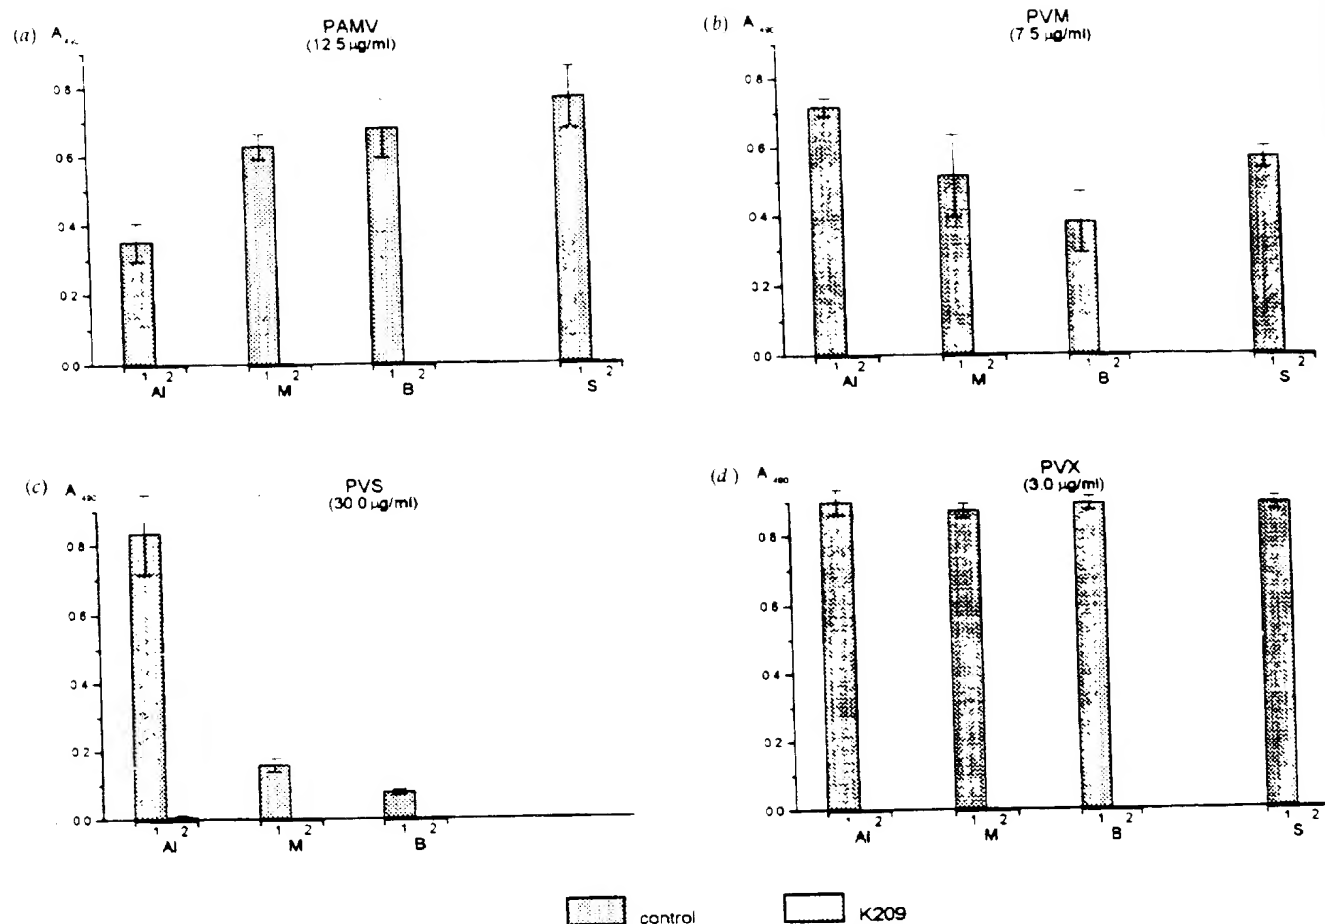 (a) A
PAMV
(12.5 µg/ml)
0.8
0.6
0.4
0.2
0.0
1 2 1 2 1 2 1 2
Al M B S
(b) A 490
PVM
(7.5 µg/ml)
0.8
0.6
0.4
0.2
0.0
1 2 1 2 1 2 1 2
Al M B S
(c) A 490
PVS
(30.0 µg/ml)
0.8
0.6
0.4
0.2
0.0
1 2 1 2 1 2
Al M B
(d) A 490
PVX
(3.0 µg/ml)
0.8
0.6
0.4
0.2
0.0
1 2 1 2 1 2 1 2
Al M B S
control K209